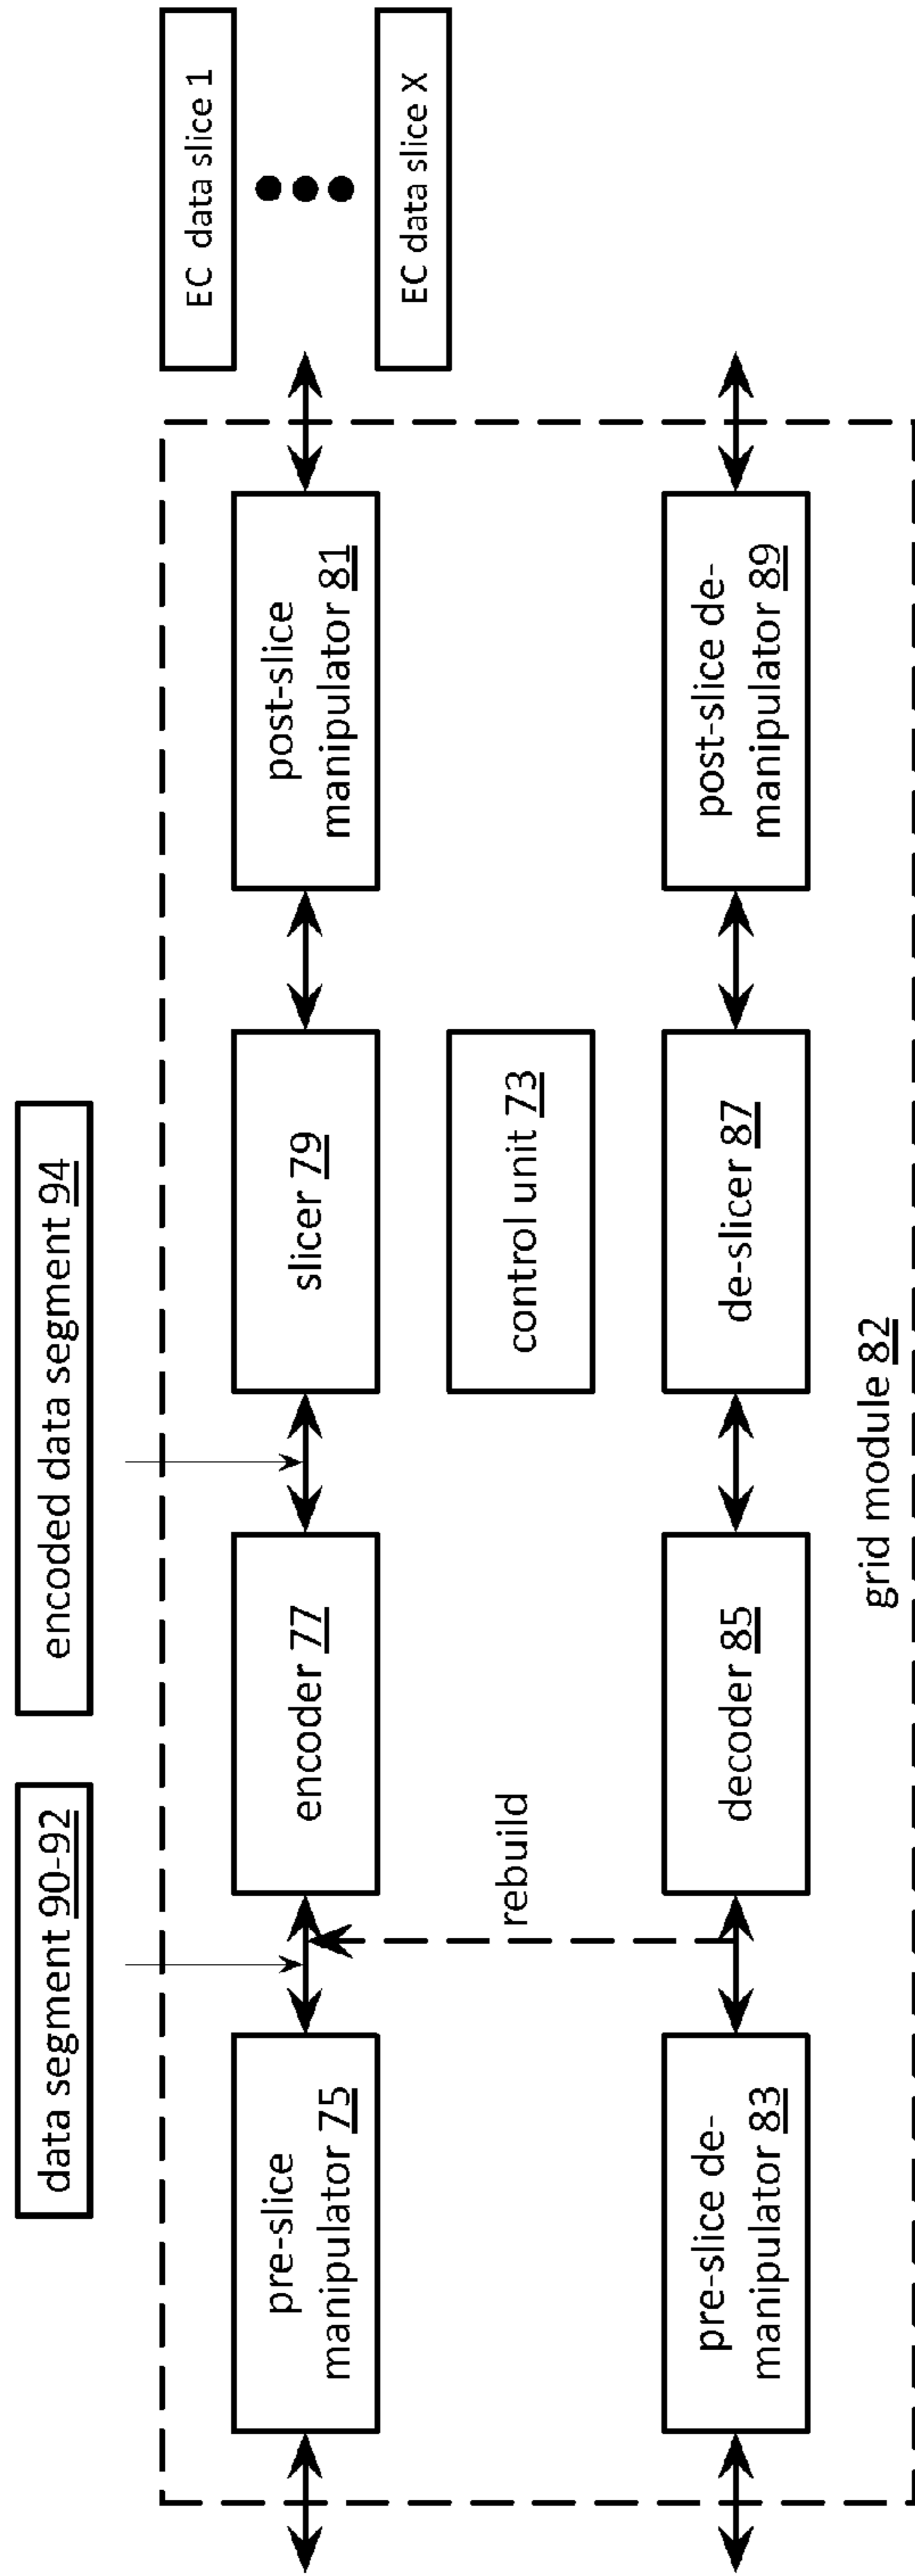 data segment 90-92
encoded data segment 94
pre-slice
manipulator 75
encoder 77
slicer 79
post-slice
manipulator 81
EC data slice 1
EC data slice X
rebuild
control unit 73
pre-slice de-
manipulator 83
decoder 85
de-slicer 87
post-slice de-
manipulator 89
grid module 82